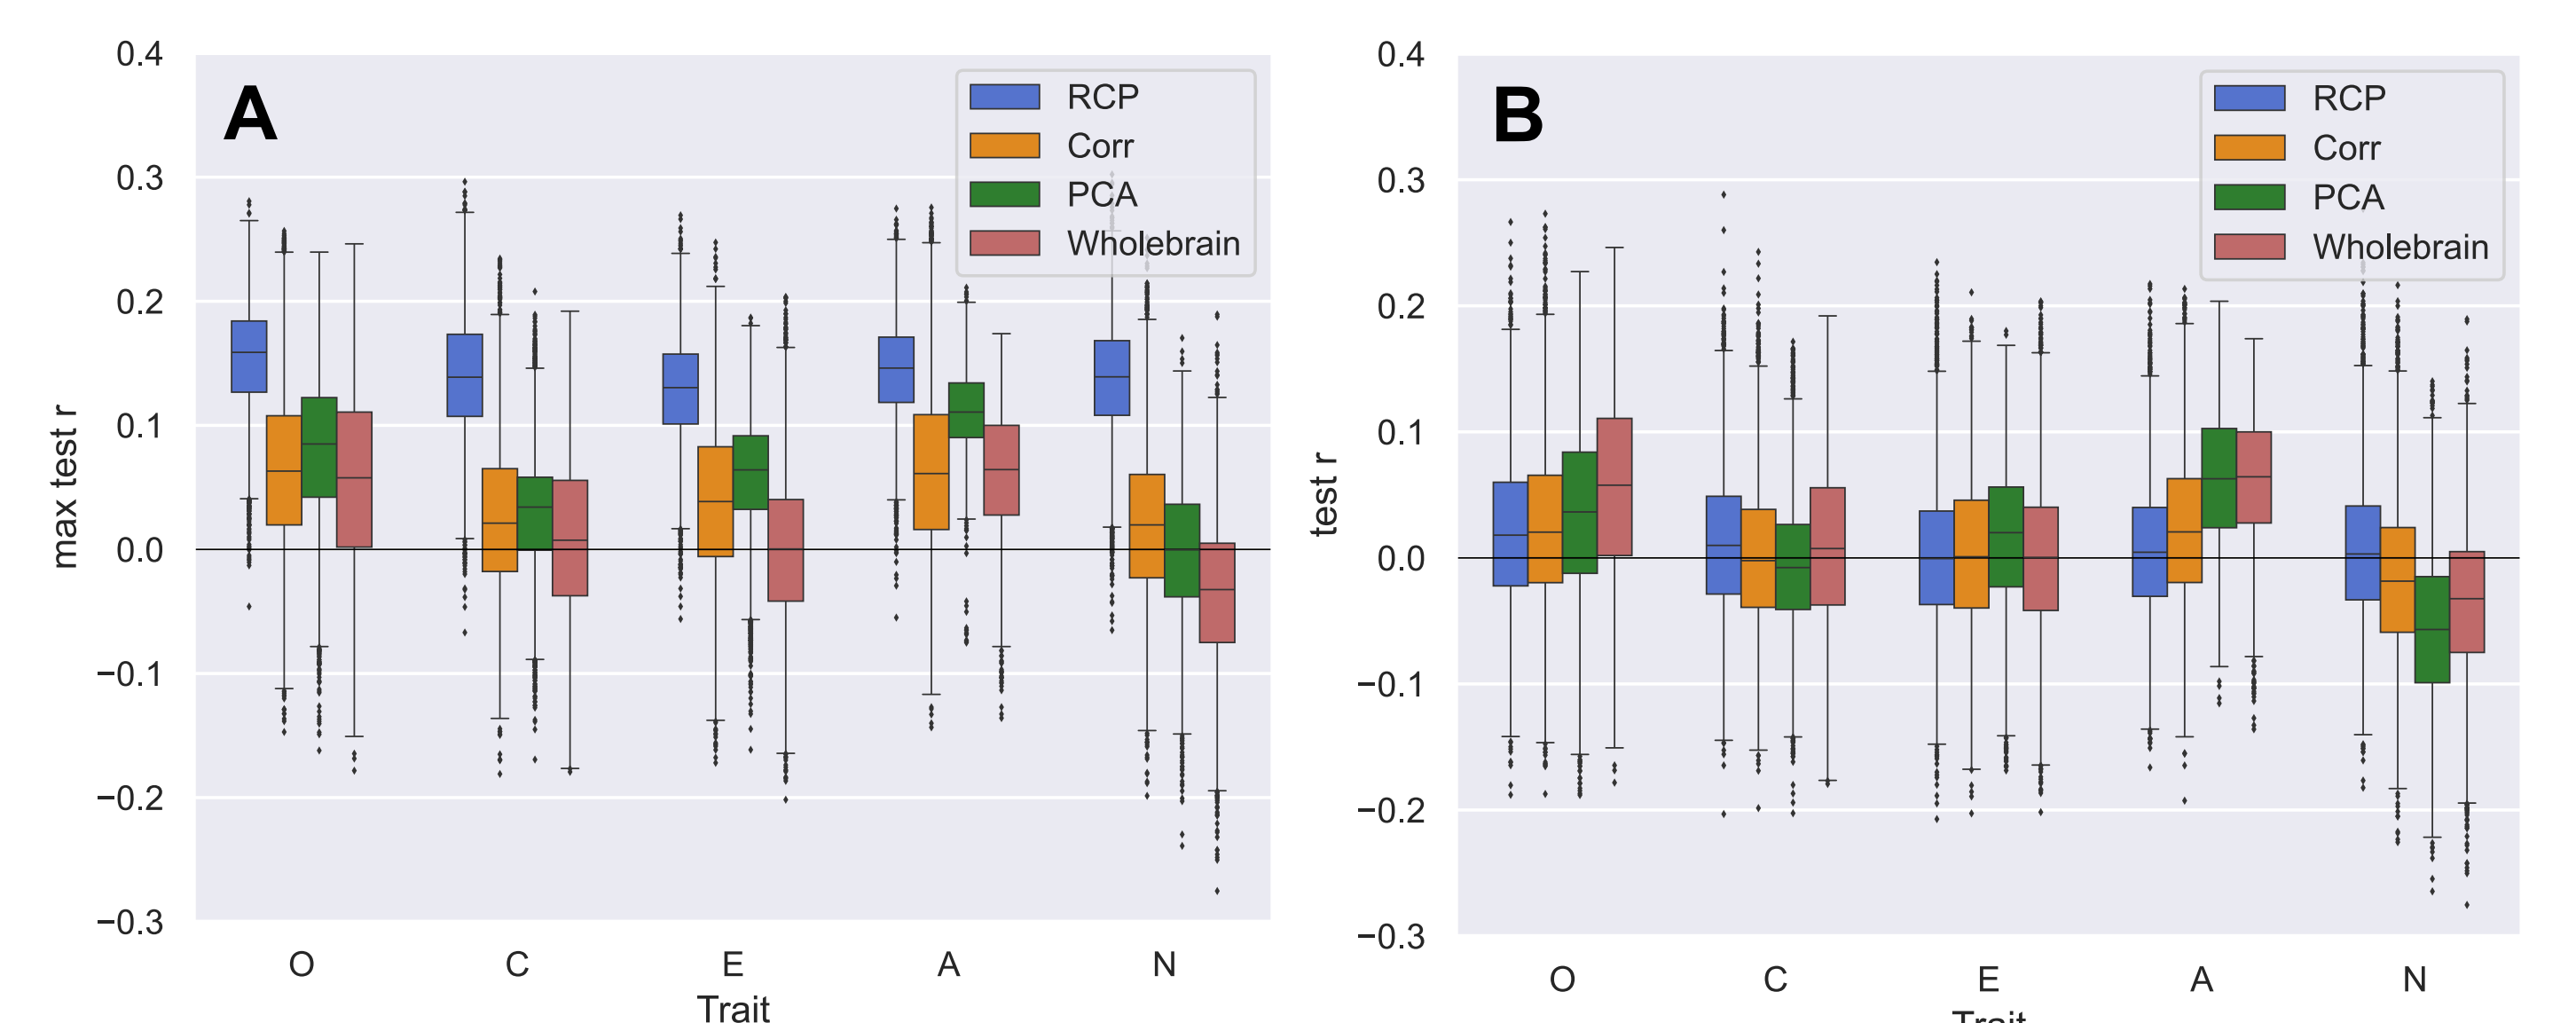 A
0.4
0.3
0.2
0.1
0.0
−0.1
−0.2
−0.3
max test r
RCP
Corr
PCA
Wholebrain
O C E A N
Trait
B
0.4
0.3
0.2
0.1
0.0
−0.1
−0.2
−0.3
test r
RCP
Corr
PCA
Wholebrain
O C E A N
Trait